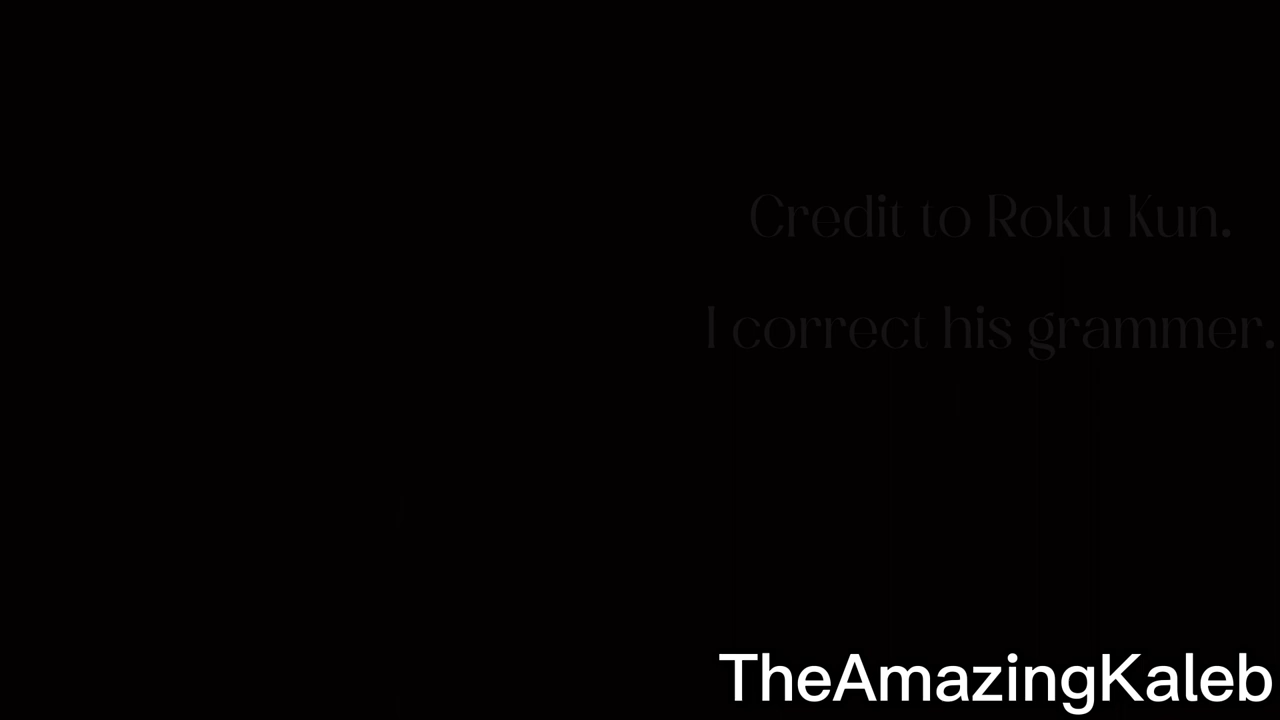 Credit to Roku Kun.
I correct his grammer.
TheAmazingKaleb